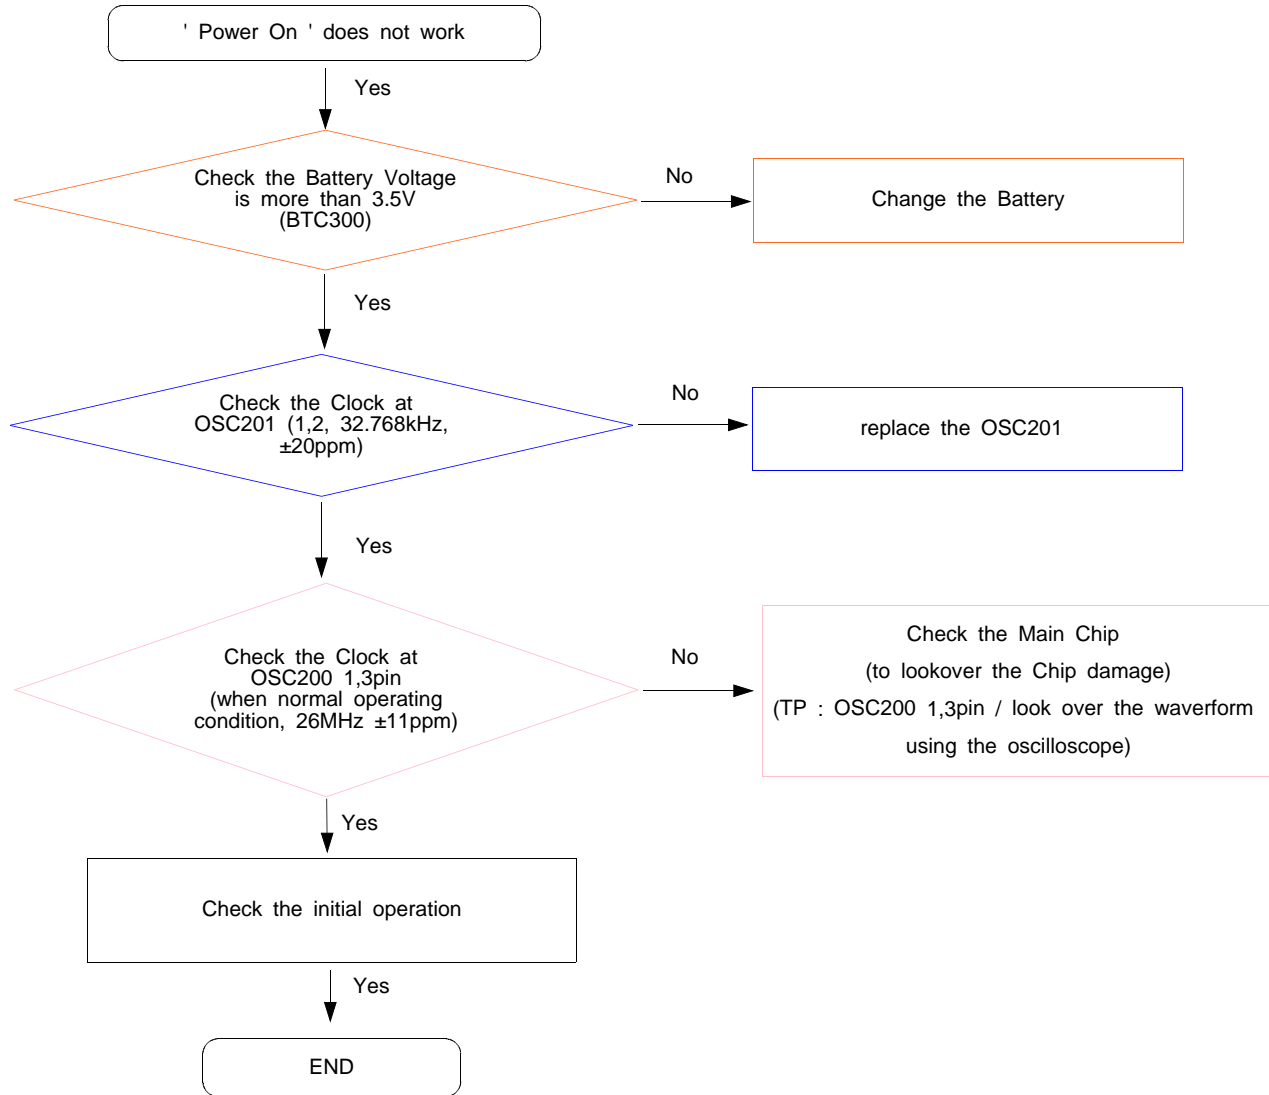 ' Power On ' does not work
Yes
Check the Battery Voltage
is more than 3.5V
(BTC300)
No
Change the Battery
Yes
Check the Clock at
OSC201 (1,2, 32.768kHz,
±20ppm)
No
replace the OSC201
Yes
Check the Clock at
OSC200 1,3pin
(when normal operating
condition, 26MHz ±11ppm)
No
Check the Main Chip
(to lookover the Chip damage)
(TP : OSC200 1,3pin / look over the waverform
using the oscilloscope)
Yes
Check the initial operation
Yes
END